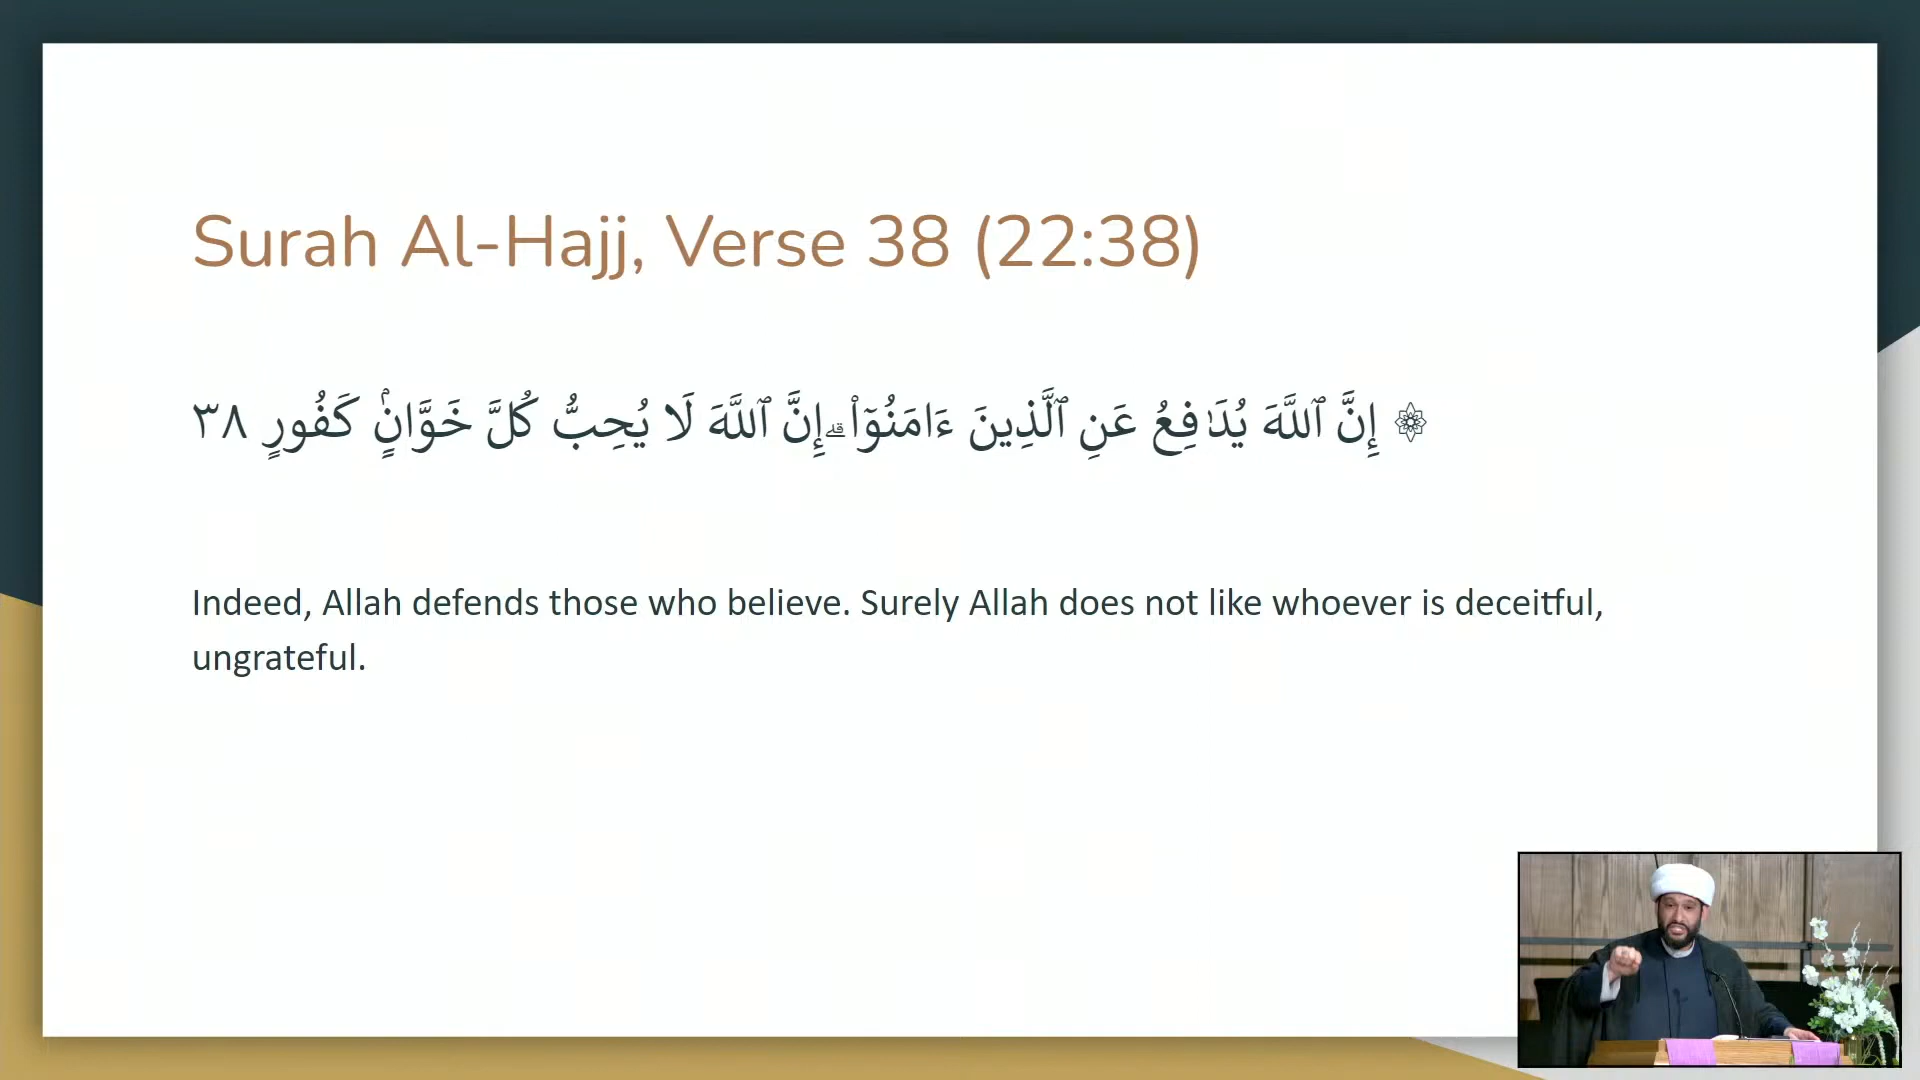 Surah Al-Hajj, Verse 38 (22:38)
۞ إِنَّ ٱللَّهَ يُدَٰفِعُ عَنِ ٱلَّذِينَ ءَامَنُوٓا۟ ۗ إِنَّ ٱللَّهَ لَا يُحِبُّ كُلَّ خَوَّانٍۢ كَفُورٍ ٣٨
Indeed, Allah defends those who believe. Surely Allah does not like whoever is deceitful,
ungrateful.